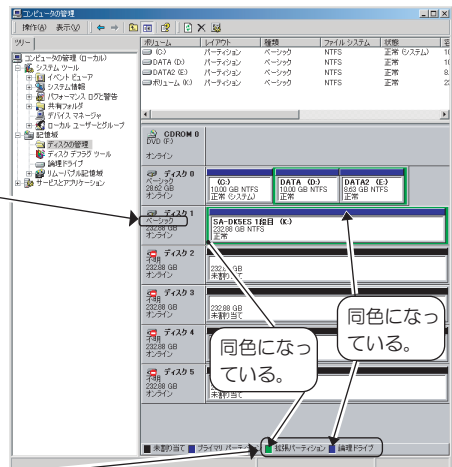 コンピュータの管理
操作(A) 表示(V)
ツリー
コンピュータの管理 (ローカル)
システム ツール
イベント ビューア
システム情報
パフォーマンス ログと警告
共有フォルダ
デバイス マネージャ
ローカル ユーザーとグループ
記憶域
ディスクの管理
ディスク デフラグ ツール
論理ドライブ
リムーバブル記憶域
サービスとアプリケーション
ボリューム レイアウト 種類 ファイル システム 状態
(C:) パーティション ベーシック NTFS 正常 (システム)
DATA (D:) パーティション ベーシック NTFS 正常
DATA2 (E:) パーティション ベーシック NTFS 正常
ボリューム (K:) パーティション ベーシック NTFS 正常
CDROM 0
DVD (F:)
オンライン
ディスク 0
ベーシック
28.62 GB
オンライン
(C:)
10.00 GB NTFS
正常 (システム)
DATA (D:)
10.00 GB NTFS
正常
DATA2 (E:)
8.63 GB NTFS
正常
ディスク 1
ベーシック
232.88 GB
オンライン
SA-DK5ES 1段目 (K:)
232.88 GB NTFS
正常
ディスク 2
不明
232.88 GB
オンライン
232.88 GB
未割り当て
ディスク 3
不明
232.88 GB
オンライン
232.88 GB
未割り当て
ディスク 4
不明
232.88 GB
オンライン
ディスク 5
不明
232.88 GB
オンライン
未割り当て
同色になっ
ている。
同色になっ
ている。
未割り当て プライマリ パーティション 拡張パーティション 論理ドライブ